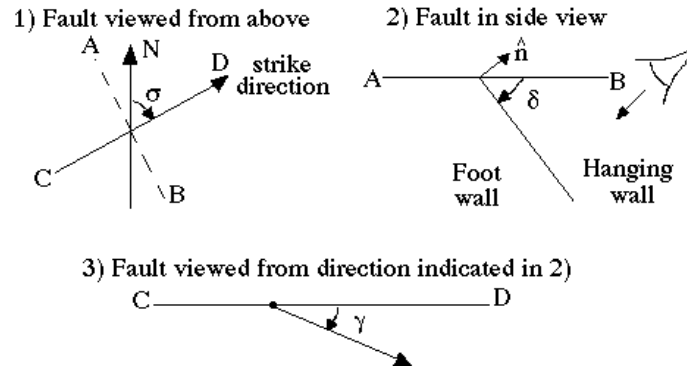 1) Fault viewed from above
A
N
D
strike
direction
σ
C
B
2) Fault in side view
n̂
A
B
δ
Foot
wall
Hanging
wall
3) Fault viewed from direction indicated in 2)
C
D
γ